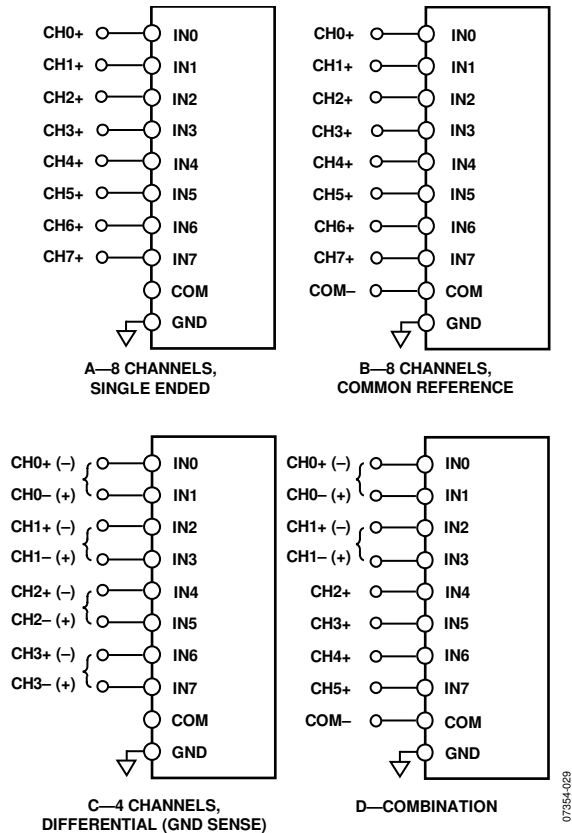 CH0+ IN0
CH1+ IN1
CH2+ IN2
CH3+ IN3
CH4+ IN4
CH5+ IN5
CH6+ IN6
CH7+ IN7
COM
GND
A—8 CHANNELS,
SINGLE ENDED
CH0+ IN0
CH1+ IN1
CH2+ IN2
CH3+ IN3
CH4+ IN4
CH5+ IN5
CH6+ IN6
CH7+ IN7
COM– COM
GND
B—8 CHANNELS,
COMMON REFERENCE
CH0+ (–) IN0
CH0– (+) IN1
CH1+ (–) IN2
CH1– (+) IN3
CH2+ (–) IN4
CH2– (+) IN5
CH3+ (–) IN6
CH3– (+) IN7
COM
GND
C—4 CHANNELS,
DIFFERENTIAL (GND SENSE)
CH0+ (–) IN0
CH0– (+) IN1
CH1+ (–) IN2
CH1– (+) IN3
CH2+ IN4
CH3+ IN5
CH4+ IN6
CH5+ IN7
COM– COM
GND
D—COMBINATION
07354-029